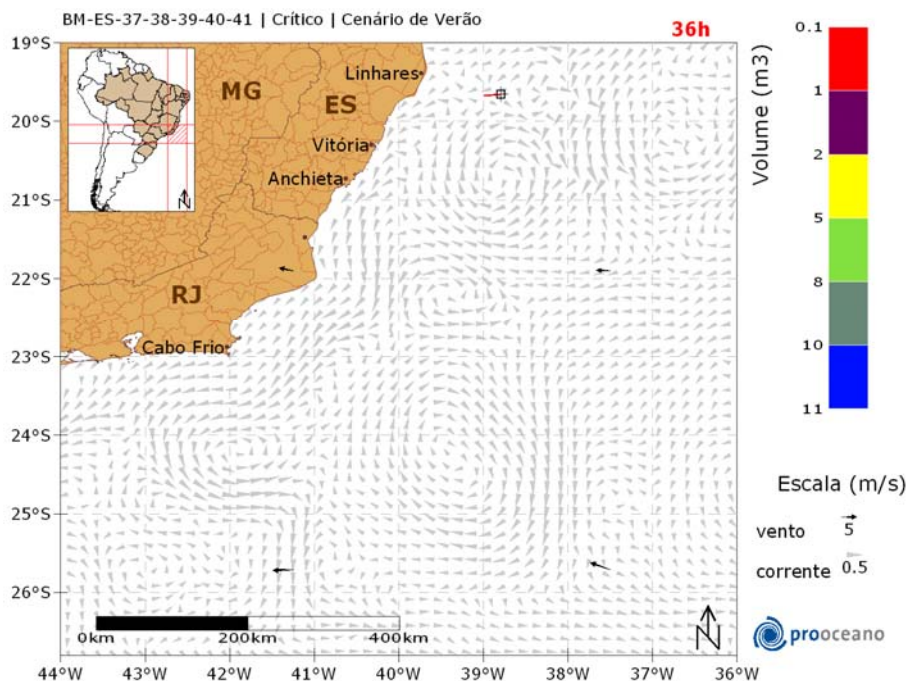 BM-ES-37-38-39-40-41 | Crítico | Cenário de Verão
36h
19°S
20°S
21°S
22°S
23°S
24°S
25°S
26°S
MG
ES
RJ
Linhares
Vitória
Anchieta
Cabo Frio
N
0km
200km
400km
N
44°W
43°W
42°W
41°W
40°W
39°W
38°W
37°W
36°W
Volume (m3)
0.1
1
2
5
8
10
11
Escala (m/s)
vento 5
corrente 0.5
prooceano